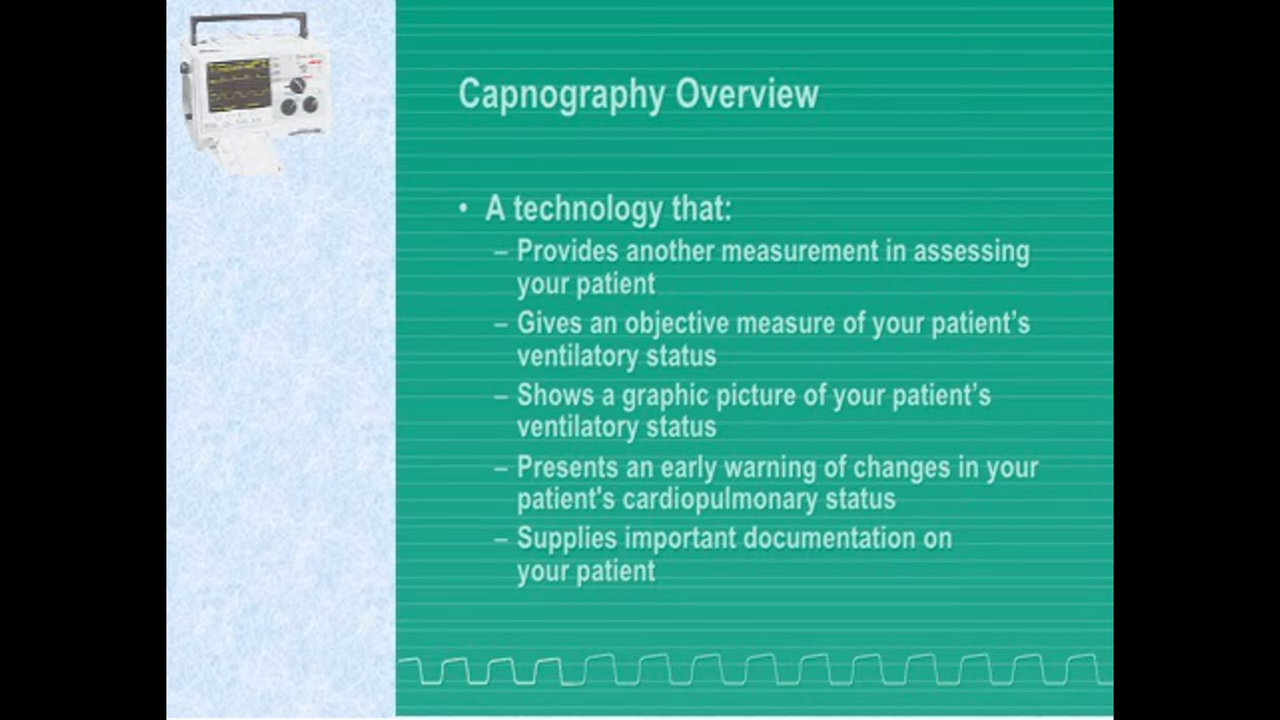 Capnography Overview
• A technology that:
– Provides another measurement in assessing
your patient
– Gives an objective measure of your patient’s
ventilatory status
– Shows a graphic picture of your patient’s
ventilatory status
– Presents an early warning of changes in your
patient's cardiopulmonary status
– Supplies important documentation on
your patient